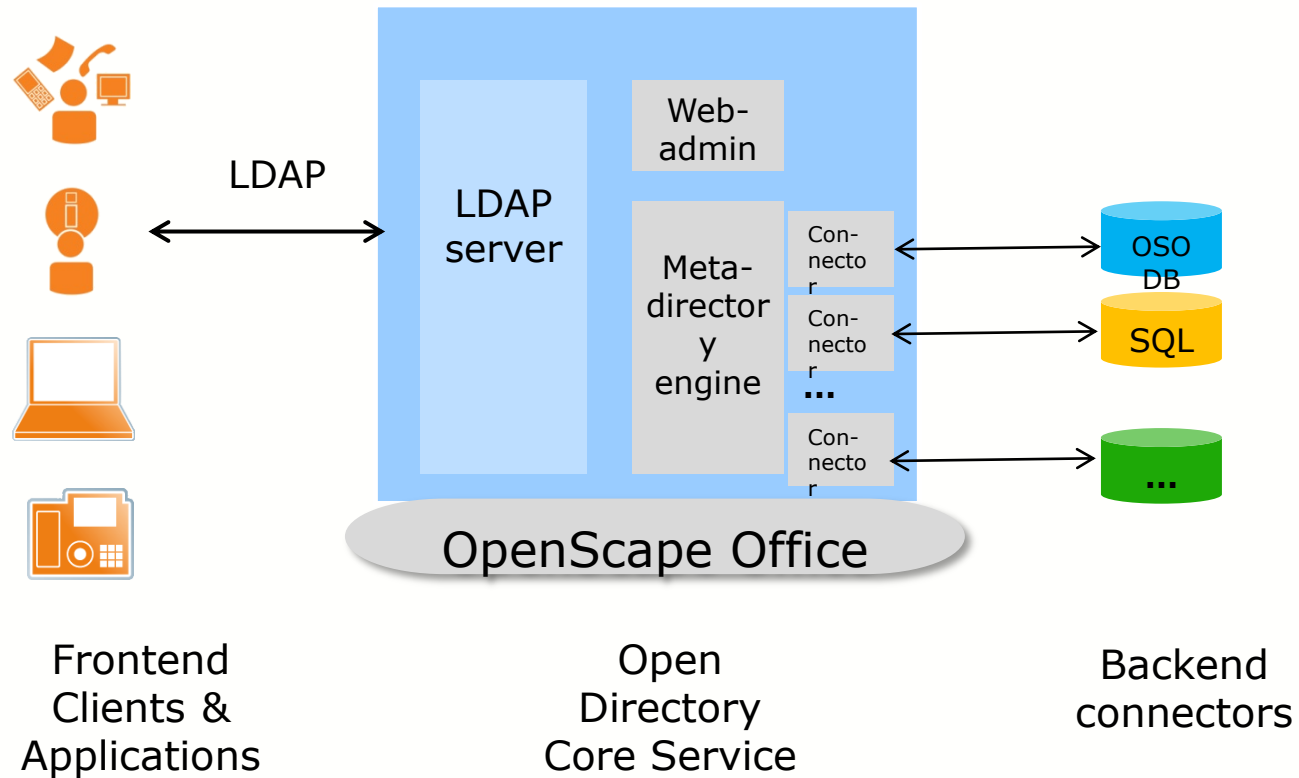 LDAP
LDAP
server
Web-
admin
Meta-
director
y
engine
Con-
necto
r
Con-
necto
r
...
Con-
necto
r
OSO
DB
SQL
...
OpenScape Office
Frontend
Clients &
Applications
Open
Directory
Core Service
Backend
connectors